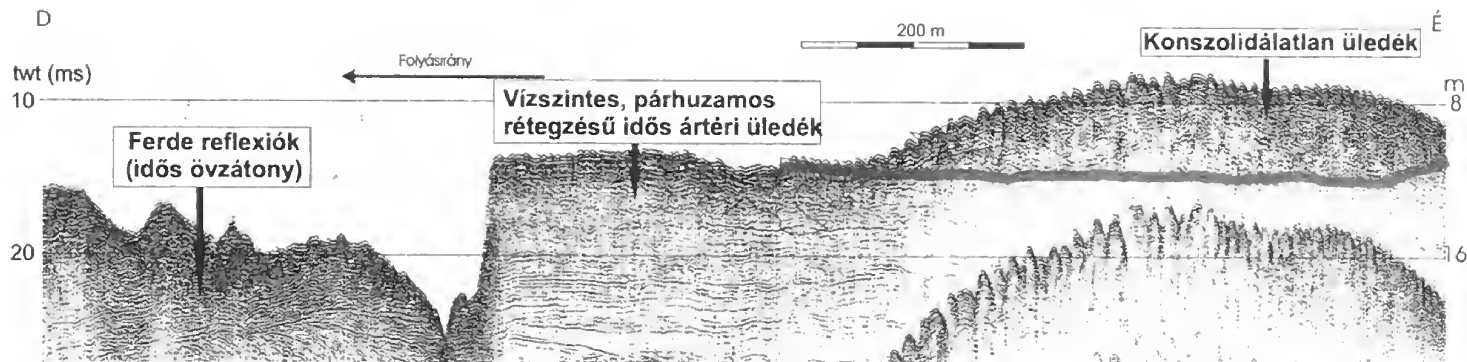 D
É
200 m
Konszolidálatlan üledék
Folyásirány
twt (ms)
m
10
8
Vízszintes, párhuzamos
rétegzésű idős ártéri üledék
Ferde reflexiók
(idős övzátony)
20
16